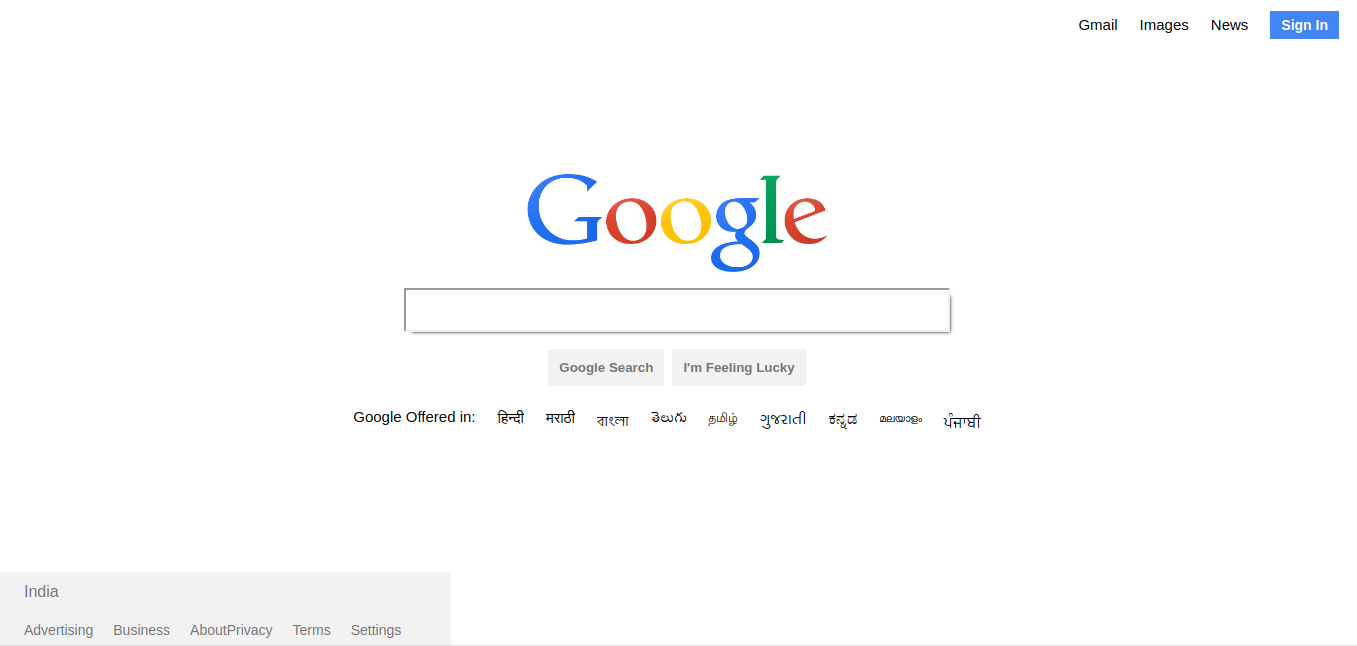 Gmail Images News Sign In
Google
Google Search I'm Feeling Lucky
Google Offered in: हिन्दी मराठी বাংলা తెలుగు தமிழ் ગુજરાતી ಕನ್ನಡ മലയാളം ਪੰਜਾਬੀ
India
Advertising Business AboutPrivacy Terms Settings